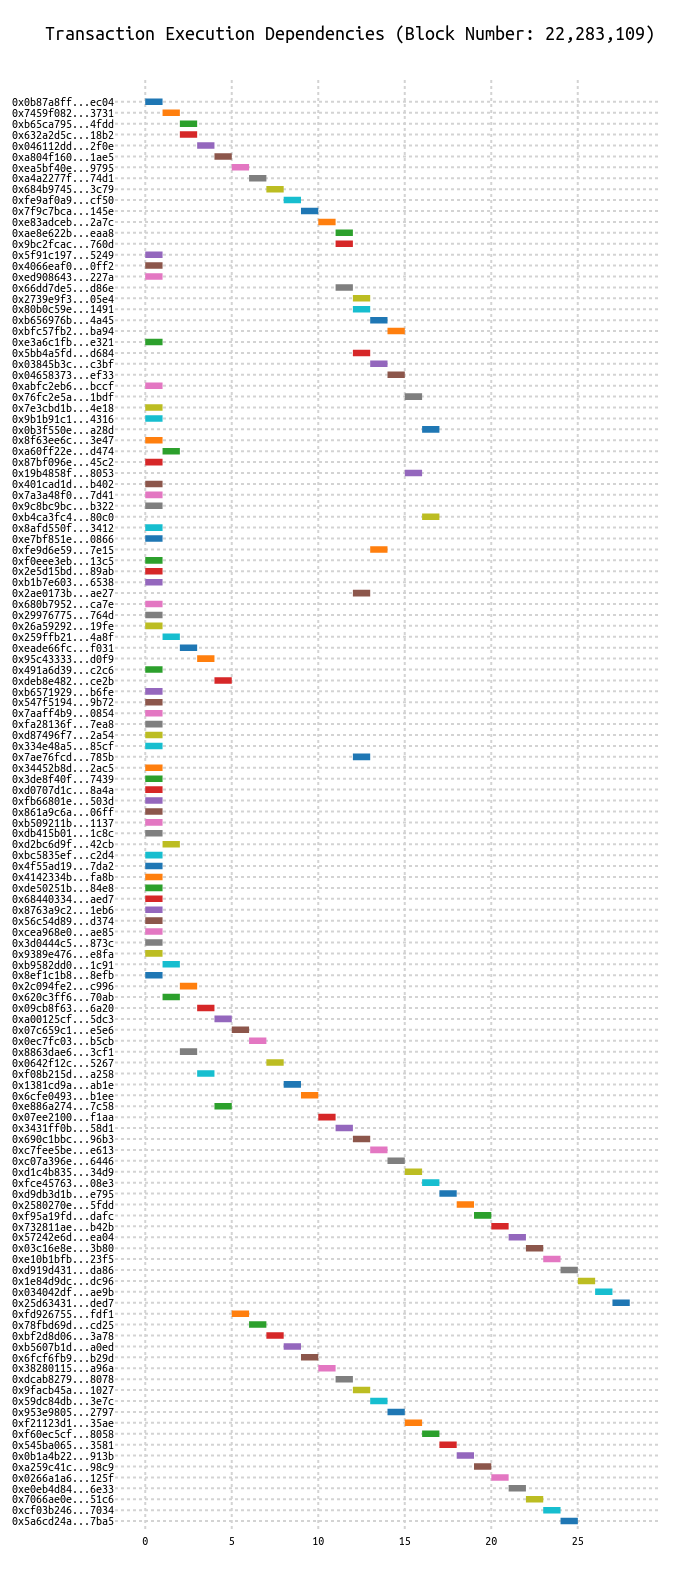 Transaction Execution Dependencies (Block Number: 22,283,109)
0x0b87a8ff...ec04
0x7459f082...3731
0xb65ca795...4fdd
0x632a2d5c...18b2
0x046112dd...2f0e
0xa804f160...1ae5
0xea5bf40e...9795
0xa4a2277f...74d1
0x684b9745...3c79
0xfe9af0a9...cf50
0x7f9c7bca...145e
0xe83adceb...2a7c
0xae8e622b...eaa8
0x9bc2fcac...760d
0x5f91c197...5249
0x4066eaf0...0ff2
0xed908643...227a
0x66dd7de5...d86e
0x2739e9f3...05e4
0x80b0c59e...1491
0xb656976b...4a45
0xbfc57fb2...ba94
0xe3a6c1fb...e321
0x5bb4a5fd...d684
0x03845b3c...c3bf
0x04658373...ef33
0xabfc2eb6...bccf
0x76fc2e5a...1bdf
0x7e3cbd1b...4e18
0x9b1b91c1...4316
0x0b3f550e...a28d
0x8f63ee6c...3e47
0xa60ff22e...d474
0x87bf096e...45c2
0x19b4858f...8053
0x401cad1d...b402
0x7a3a48f0...7d41
0x9c8bc9bc...b322
0xb4ca3fc4...80c0
0x8afd550f...3412
0xe7bf851e...0866
0xfe9d6e59...7e15
0xf0eee3eb...13c5
0x2e5d15bd...89ab
0xb1b7e603...6538
0x2ae0173b...ae27
0x680b7952...ca7e
0x29976775...764d
0x26a59292...19fe
0x259ffb21...4a8f
0xeade66fc...f031
0x95c43333...d0f9
0x491a6d39...c2c6
0xdeb8e482...ce2b
0xb6571929...b6fe
0x547f5194...9b72
0x7aaff4b9...0854
0xfa28136f...7ea8
0xd87496f7...2a54
0x334e48a5...85cf
0x7ae76fcd...785b
0x34452b8d...2ac5
0x3de8f40f...7439
0xd0707d1c...8a4a
0xfb66801e...503d
0x861a9c6a...06ff
0xb509211b...1137
0xdb415b01...1c8c
0xd2bc6d9f...42cb
0xbc5835ef...c2d4
0x4f55ad19...7da2
0x4142334b...fa8b
0xde50251b...84e8
0x68440334...aed7
0x8763a9c2...1eb6
0x56c54d89...d374
0xcea968e0...ae85
0x3d0444c5...873c
0x9389e476...e8fa
0xb9582dd0...1c91
0x8ef1c1b8...8efb
0x2c094fe2...c996
0x620c3ff6...70ab
0x09cb8f63...6a20
0xa00125cf...5dc3
0x07c659c1...e5e6
0x0ec7fc03...b5cb
0x8863dae6...3cf1
0x0642f12c...5267
0xf08b215d...a258
0x1381cd9a...ab1e
0x6cfe0493...b1ee
0xe886a274...7c58
0x07ee2100...f1aa
0x3431ff0b...58d1
0x690c1bbc...96b3
0xc7fee5be...e613
0xc07a396e...6446
0xd1c4b835...34d9
0xfce45763...08e3
0xd9db3d1b...e795
0x2580270e...5fdd
0xf95a19fd...dafc
0x732811ae...b42b
0x57242e6d...ea04
0x03c16e8e...3b80
0xe10b1bfb...23f5
0xd919d431...da86
0x1e84d9dc...dc96
0x034042df...ae9b
0x25d63431...ded7
0xfd926755...fdf1
0x78fbd69d...cd25
0xbf2d8d06...3a78
0xb5607b1d...a0ed
0x6fcf6fb9...b29d
0x38280115...a96a
0xdcab8279...8078
0x9facb45a...1027
0x59dc84db...3e7c
0x953e9805...2797
0xf21123d1...35ae
0xf60ec5cf...8058
0x545ba065...3581
0x0b1a4b22...913b
0xa259c41c...98c9
0x0266a1a6...125f
0xe0eb4d84...6e33
0x7066ae0e...51c6
0xcf03b246...7034
0x5a6cd24a...7ba5
0 5 10 15 20 25